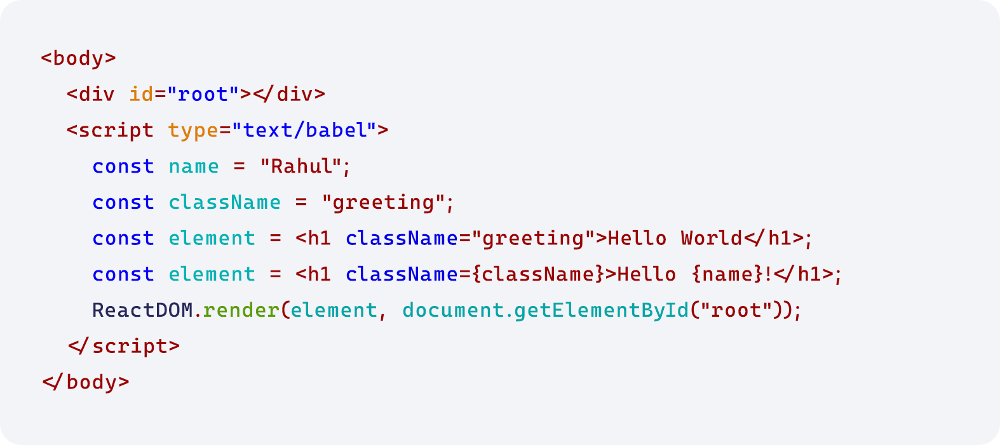 <body>
  <div id="root"></div>
  <script type="text/babel">
    const name = "Rahul";
    const className = "greeting";
    const element = <h1 className="greeting">Hello World</h1>;
    const element = <h1 className={className}>Hello {name}!</h1>;
    ReactDOM.render(element, document.getElementById("root"));
  </script>
</body>